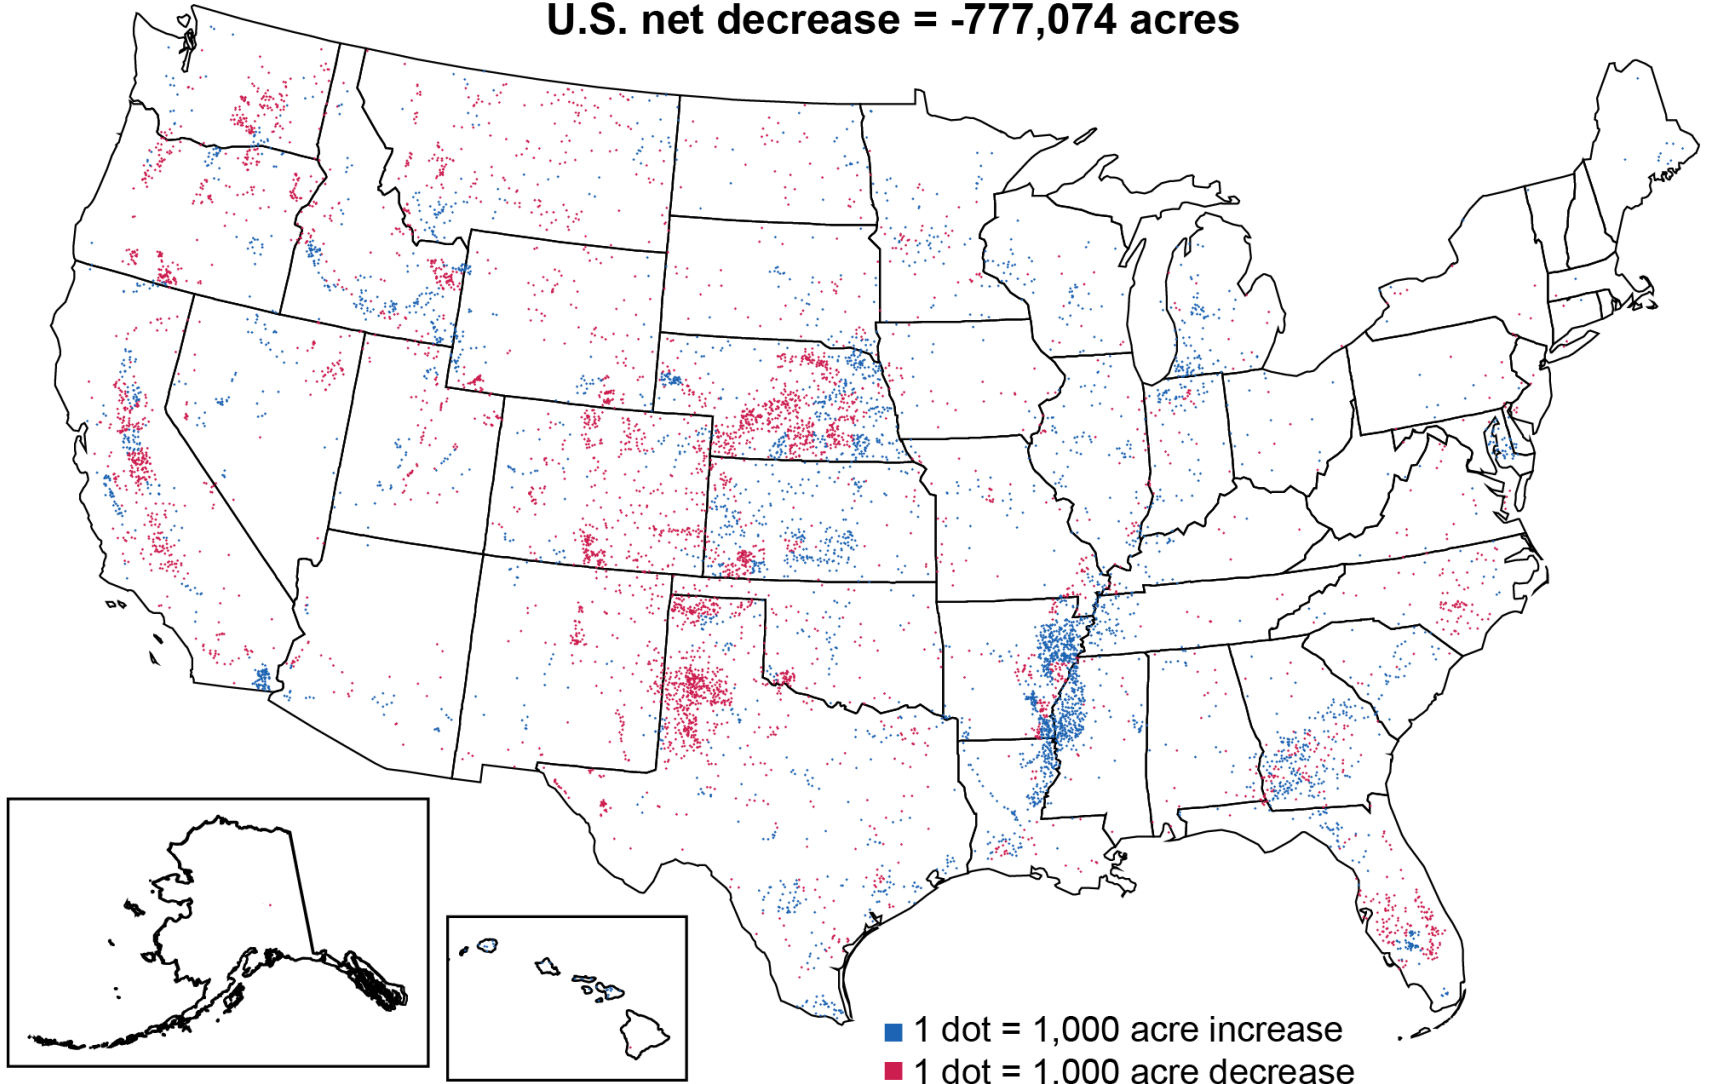 U.S. net decrease = -777,074 acres
1 dot = 1,000 acre increase
1 dot = 1,000 acre decrease